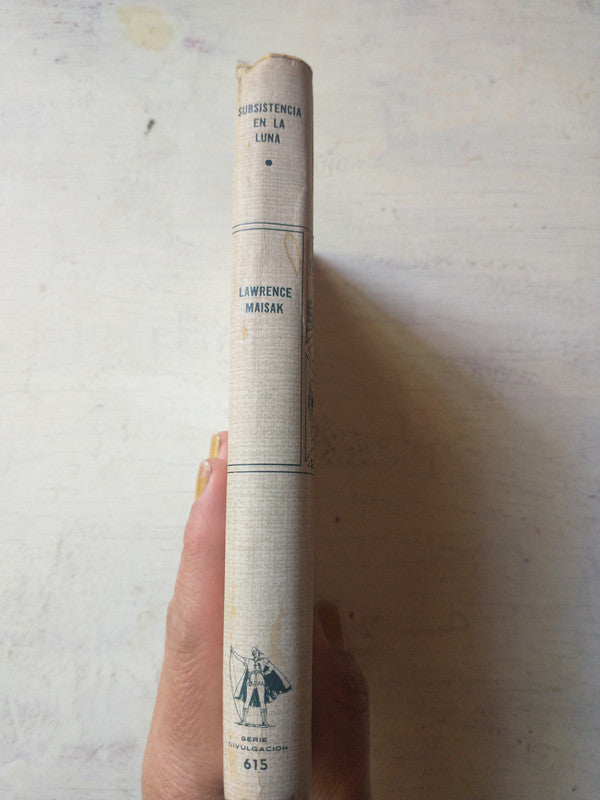 SUBSISTENCIA
EN LA
LUNA
LAWRENCE
MAISAK
SERIE
DIVULGACION
615